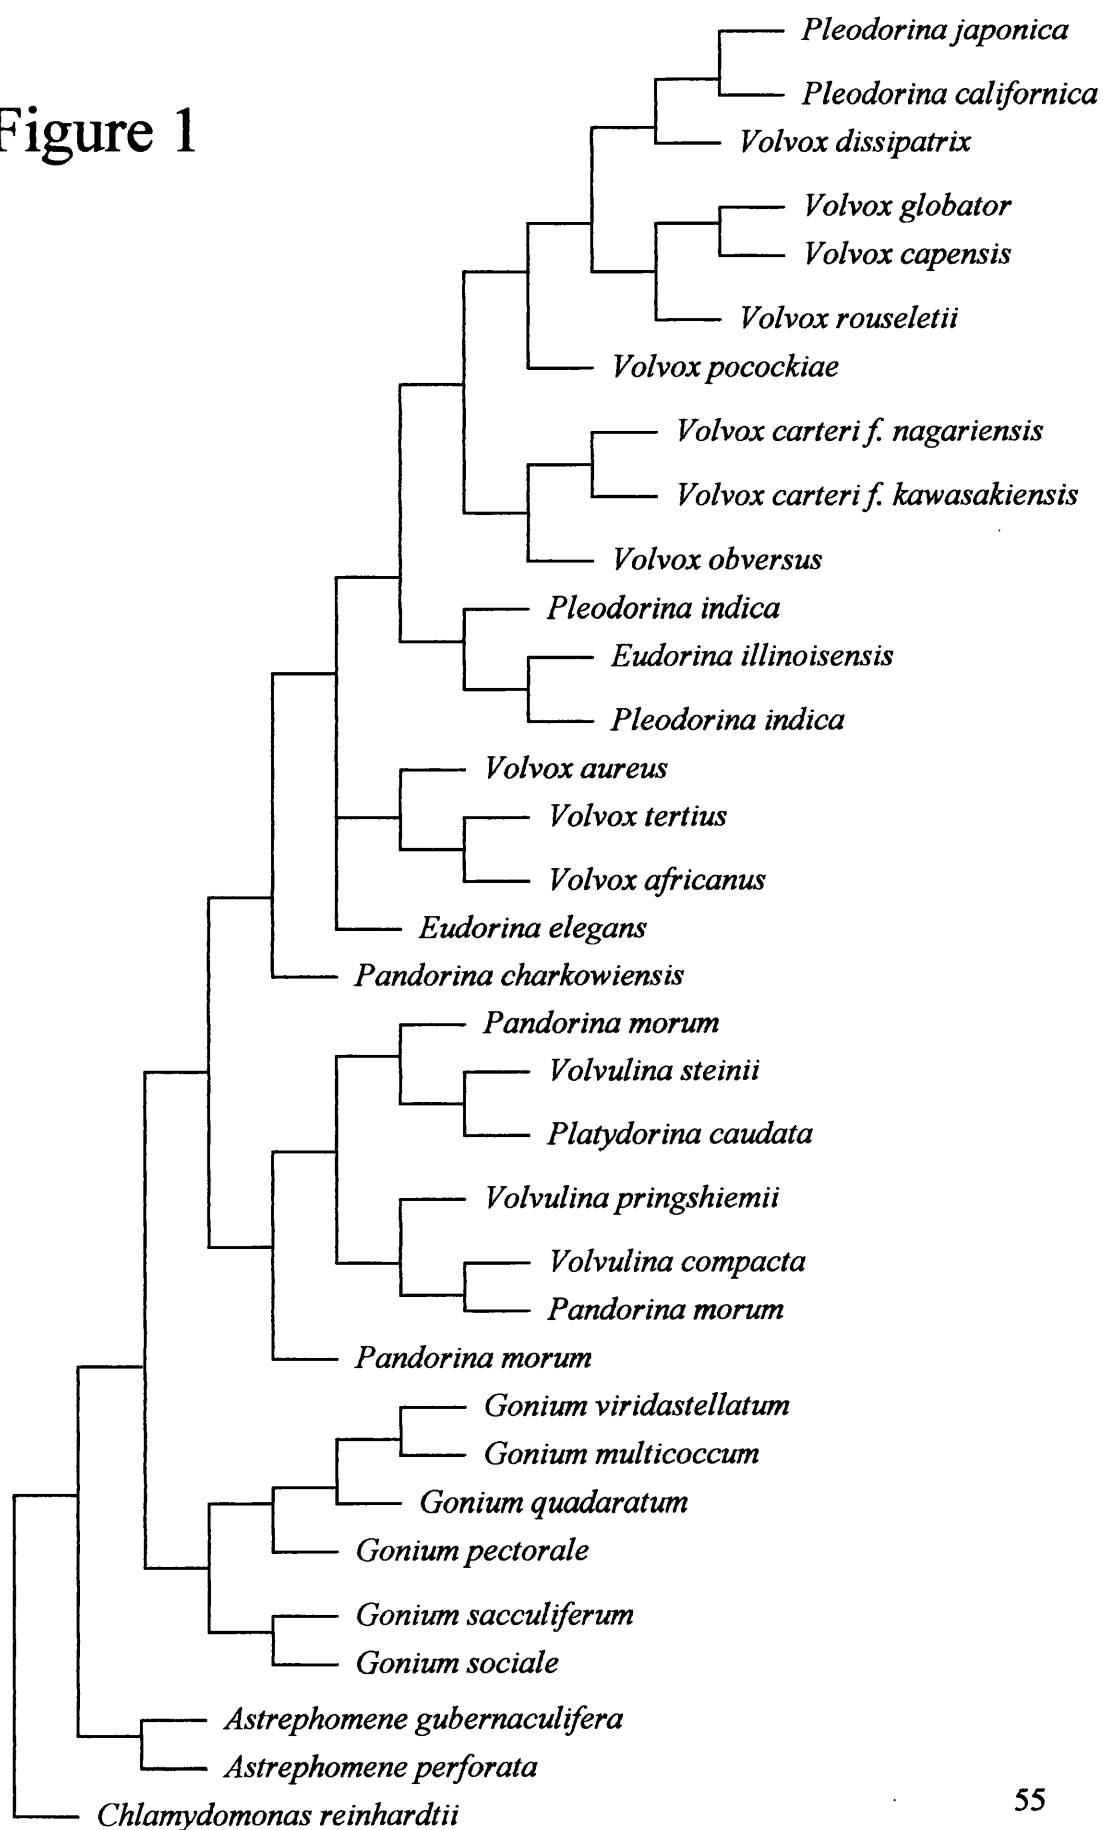 Pleodorina japonica
Pleodorina californica
Figure 1
Volvox dissipatrix
Volvox globator
Volvox capensis
Volvox rouseletii
Volvox pocockiae
Volvox carteri f. nagariensis
Volvox carteri f. kawasakiensis
Volvox obversus
Pleodorina indica
Eudorina illinoisensis
Pleodorina indica
Volvox aureus
Volvox tertius
Volvox africanus
Eudorina elegans
Pandorina charkowiensis
Pandorina morum
Volvulina steinii
Platydorina caudata
Volvulina pringshiemii
Volvulina compacta
Pandorina morum
Pandorina morum
Gonium viridastellatum
Gonium multicoccum
Gonium quadaratum
Gonium pectorale
Gonium sacculiferum
Gonium sociale
Astrephomene gubernaculifera
Astrephomene perforata
Chlamydomonas reinhardtii
55